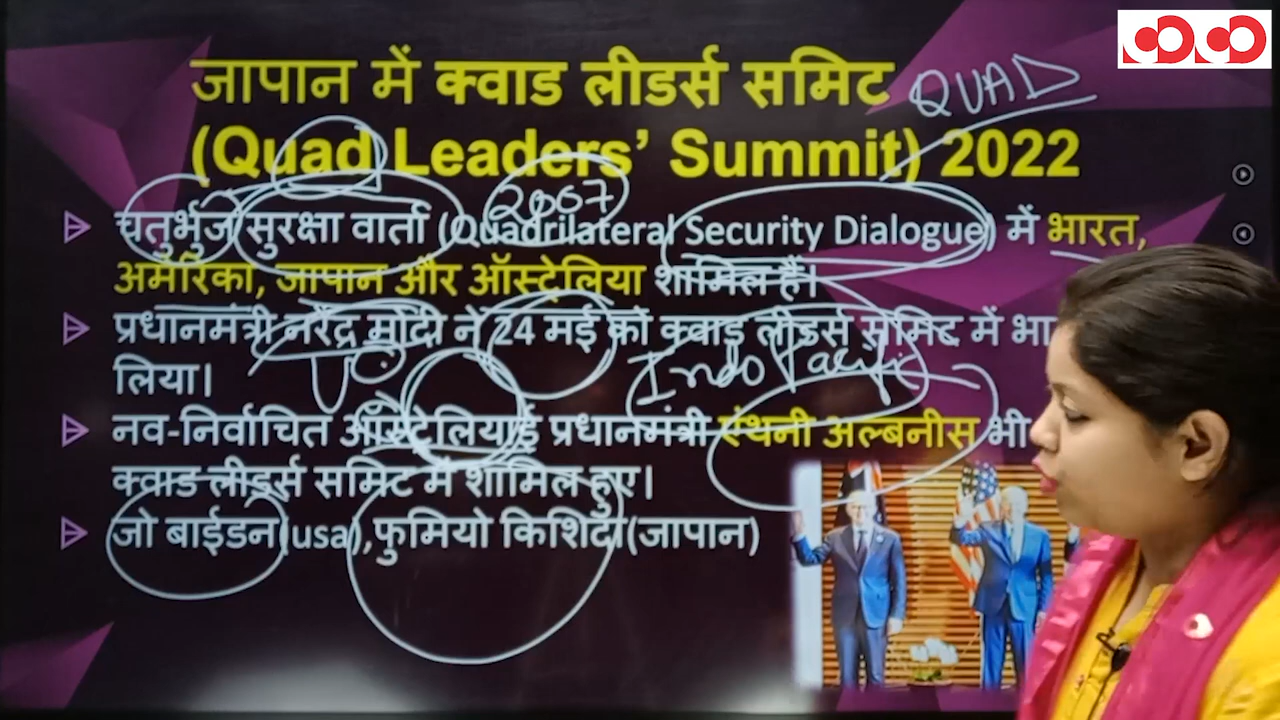 जापान में क्वाड लीडर्स समिट QUAD
(Quad Leaders’ Summit) 2022
2007
चतुर्भुज सुरक्षा वार्ता (Quadrilateral Security Dialogue) में भारत,
अमेरिका, जापान और ऑस्ट्रेलिया शामिल हैं।
प्रधानमंत्री नरेंद्र मोदी ने 24 मई को क्वाड लीडर्स समिट में
Indo Pacific
लिया।
नव-निर्वाचित ऑस्ट्रेलियाई प्रधानमंत्री एंथनी अल्बनीस भी
क्वाड लीडर्स समिट में शामिल हुए।
जो बाईडन(usa),फुमियो किशिदा(जापान)